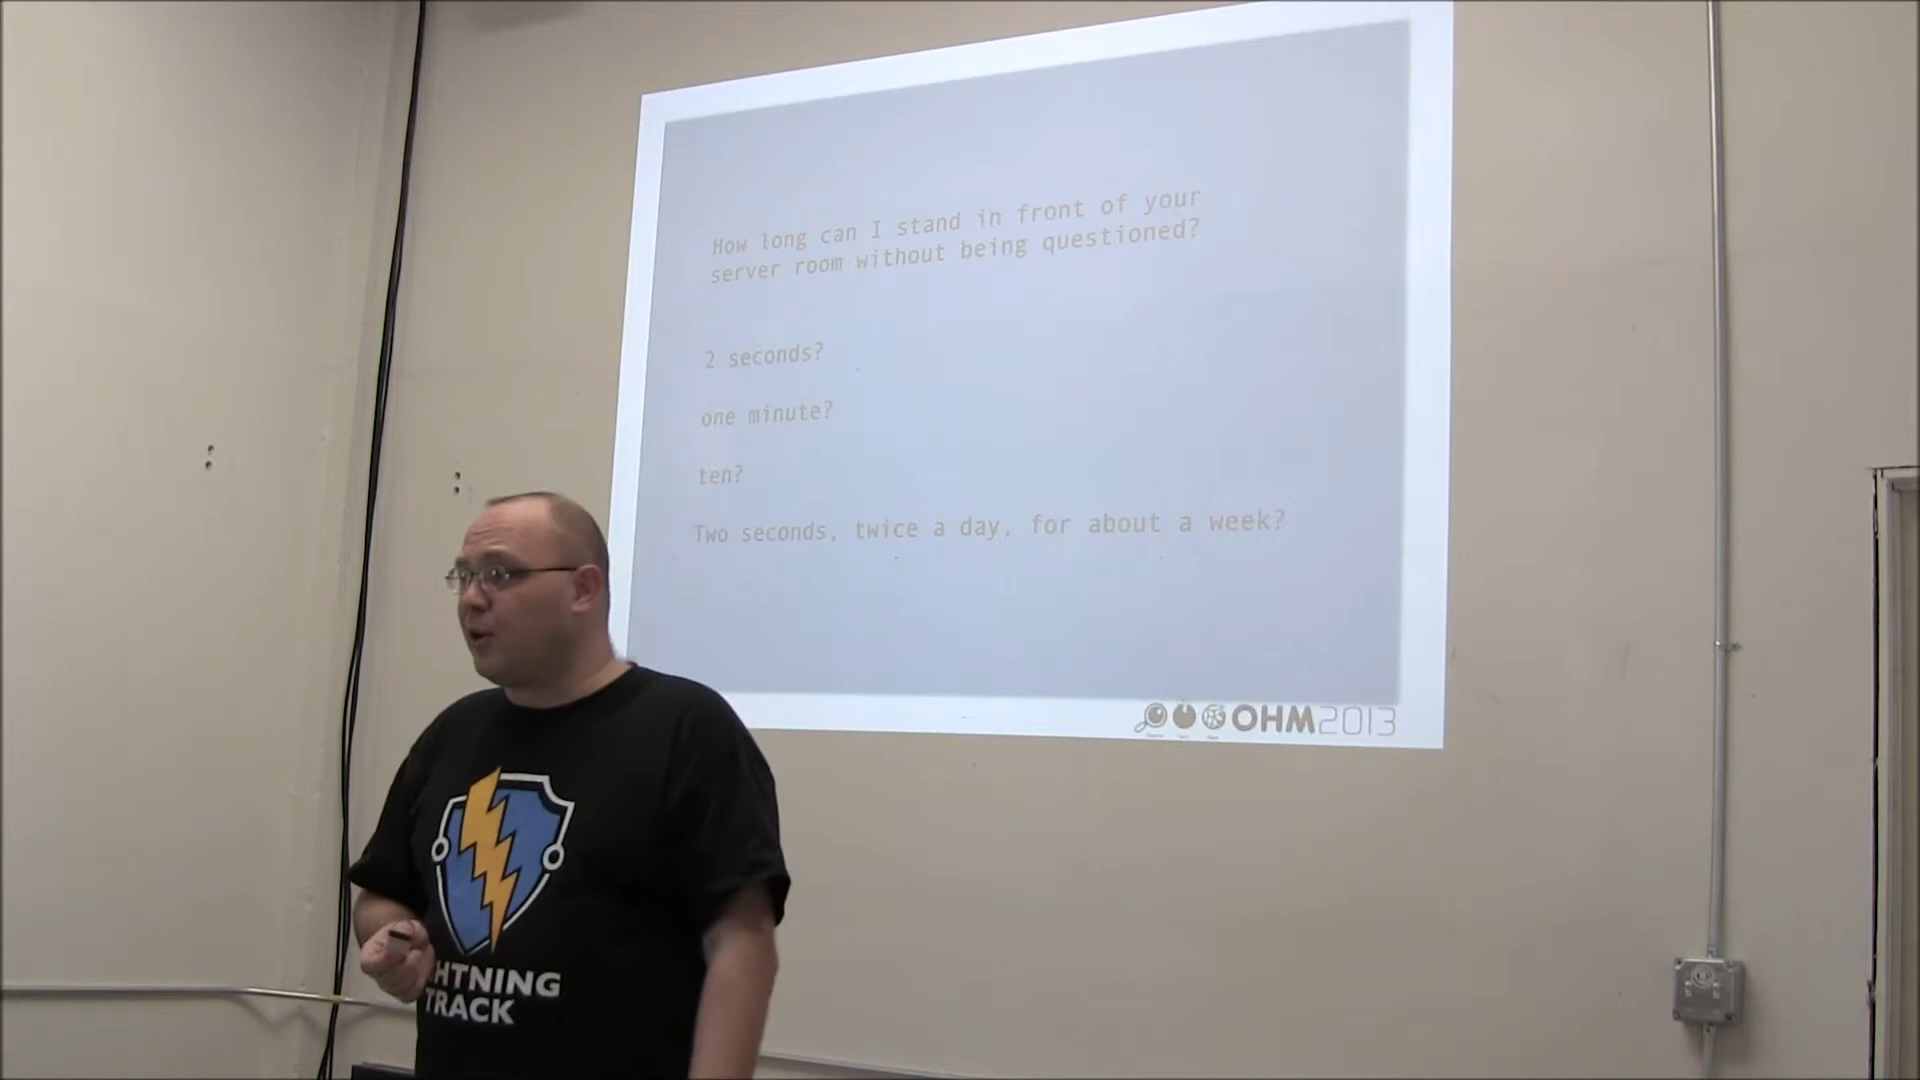 How long can I stand in front of your
server room without being questioned?
2 seconds?
one minute?
ten?
Two seconds, twice a day, for about a week?
OHM2013
HTNING
TRACK